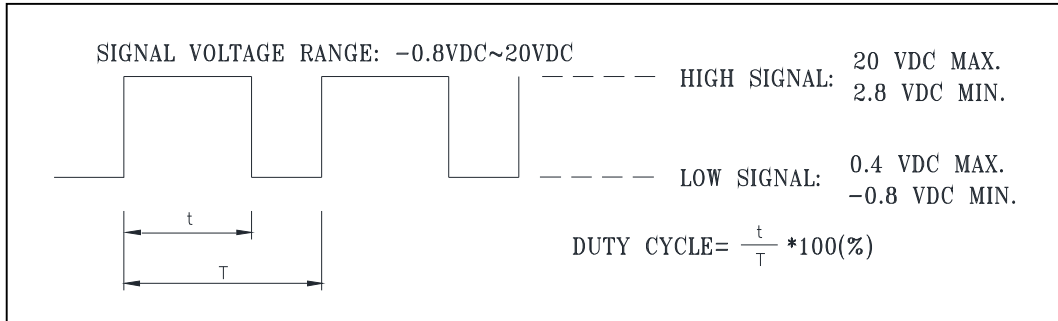 SIGNAL VOLTAGE RANGE: -0.8VDC~20VDC
HIGH SIGNAL: 20 VDC MAX.
2.8 VDC MIN.
LOW SIGNAL: 0.4 VDC MAX.
-0.8 VDC MIN.
t
T
DUTY CYCLE= t/T *100(%)